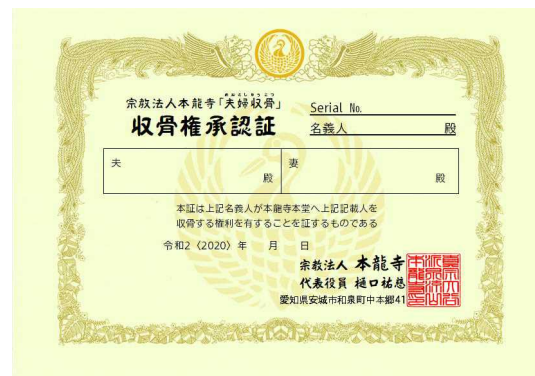 宗教法人本龍寺「夫婦収骨」
めおとしゅうこつ
収骨権承認証
Serial No.
名義人 殿
夫 殿
妻 殿
本証は上記名義人が本龍寺本堂へ上記記載人を
収骨する権利を有することを証するものである
令和2〈2020〉年 月 日
宗教法人 本龍寺
代表役員 樋口祐慈
愛知県安城市和泉町中本郷41